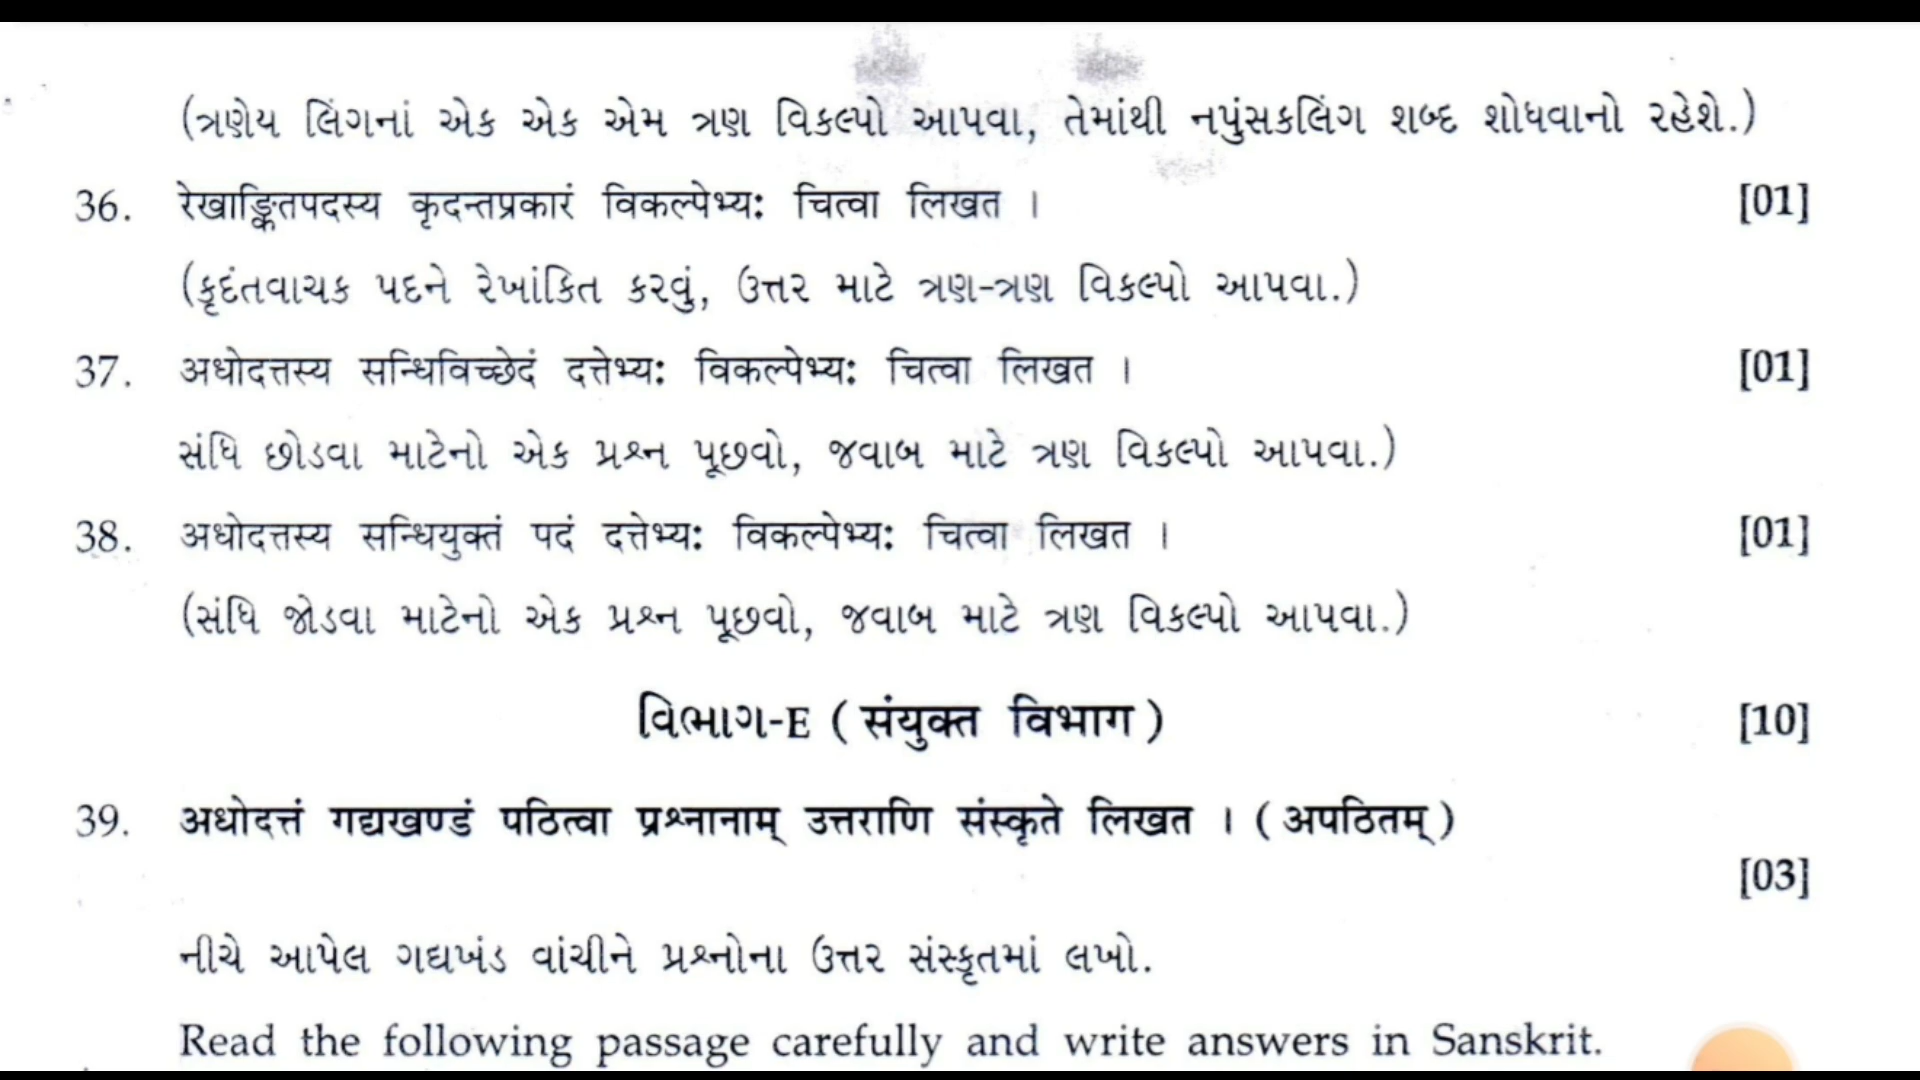 (ત્રણેય લિંગનાં એક એક એમ ત્રણ વિકલ્પો આપવા, તેમાંથી નપુંસકલિંગ શબ્દ શોધવાનો રહેશે.)
36. रेखाङ्कितपदस्य कृदन्तप्रकारं विकल्पेभ्यः चित्वा लिखत । [01]
(કૃદંતવાચક પદને રેખાંકિત કરવું, ઉત્તર માટે ત્રણ-ત્રણ વિકલ્પો આપવા.)
37. अधोदत्तस्य सन्धिविच्छेदं दत्तेभ्यः विकल्पेभ्यः चित्वा लिखत । [01]
સંધિ છોડવા માટેનો એક પ્રશ્ન પૂછવો, જવાબ માટે ત્રણ વિકલ્પો આપવા.)
38. अधोदत्तस्य सन्धियुक्तं पदं दत्तेभ्यः विकल्पेभ्यः चित्वा लिखत । [01]
(સંધિ જોડવા માટેનો એક પ્રશ્ન પૂછવો, જવાબ માટે ત્રણ વિકલ્પો આપવા.)
વિભાગ-E ( संयुक्त विभाग ) [10]
39. अधोदत्तं गद्यखण्डं पठित्वा प्रश्नानाम् उत्तराणि संस्कृते लिखत । ( अपठितम् )
[03]
નીચે આપેલ ગદ્યખંડ વાંચીને પ્રશ્નોના ઉત્તર સંસ્કૃતમાં લખો.
Read the following passage carefully and write answers in Sanskrit.